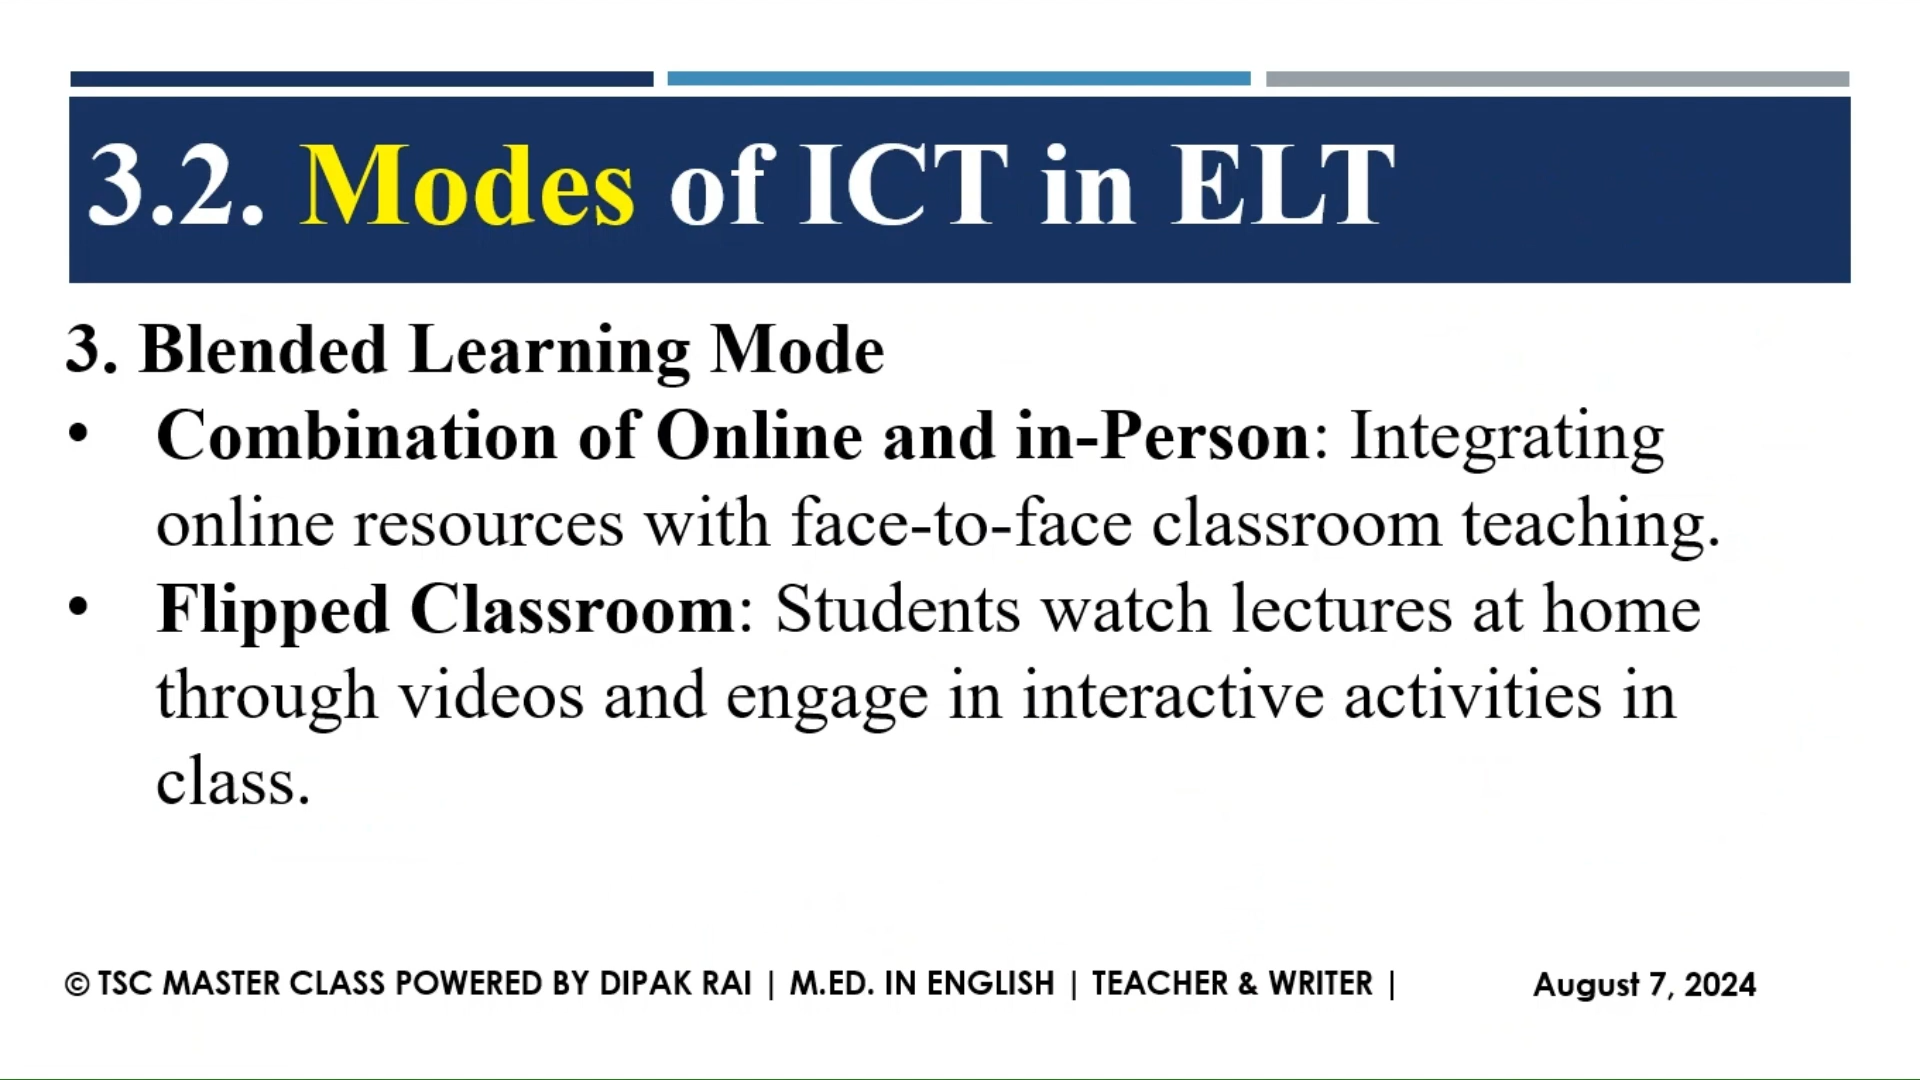 3.2. Modes of ICT in ELT
3. Blended Learning Mode
• Combination of Online and in-Person: Integrating
online resources with face-to-face classroom teaching.
• Flipped Classroom: Students watch lectures at home
through videos and engage in interactive activities in
class.
© TSC MASTER CLASS POWERED BY DIPAK RAI | M.ED. IN ENGLISH | TEACHER & WRITER | August 7, 2024